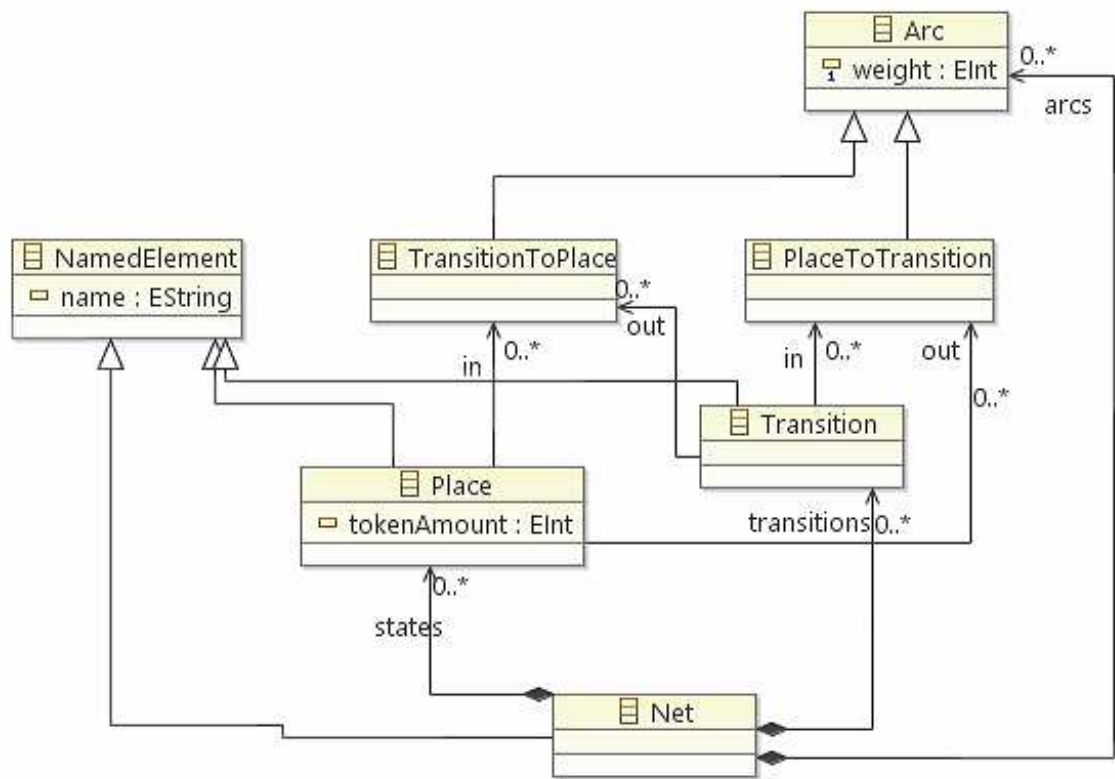 Arc
1 weight : EInt
0..*
arcs
NamedElement
name : EString
TransitionToPlace
PlaceToTransition
0..*
out
in
0..*
in
0..*
out
0..*
Transition
Place
tokenAmount : EInt
transitions
0..*
0..*
states
Net